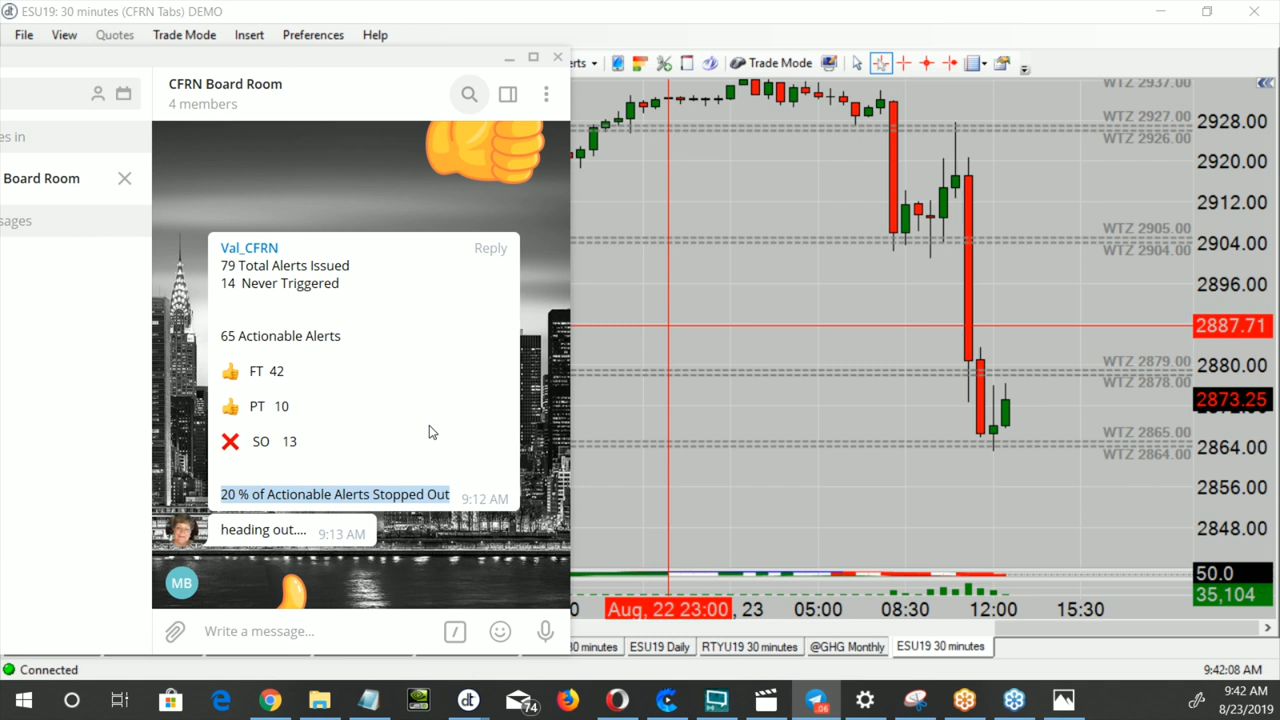 ESU19: 30 minutes (CFRN Tabs) DEMO
File View Quotes Trade Mode Insert Preferences Help
erts Trade Mode
CFRN Board Room
4 members
es in
Board Room
sages
Val_CFRN Reply
79 Total Alerts Issued
14 Never Triggered
65 Actionable Alerts
FT 42
PT 10
SO 13
20 % of Actionable Alerts Stopped Out 9:12 AM
heading out.... 9:13 AM
MB
Write a message...
WTZ 2937.00
WTZ 2927.00
WTZ 2926.00
WTZ 2905.00
WTZ 2904.00
WTZ 2879.00
WTZ 2878.00
WTZ 2865.00
WTZ 2864.00
2928.00
2920.00
2912.00
2904.00
2896.00
2887.71
2880.00
2873.25
2864.00
2856.00
2848.00
50.0
35,104
0 Aug, 22 23:00 , 23 05:00 08:30 12:00 15:30
30 minutes ESU19 Daily RTYU19 30 minutes @GHG Monthly ESU19 30 minutes
Connected 9:42:08 AM
dt 74 .06 9:42 AM
8/23/2019